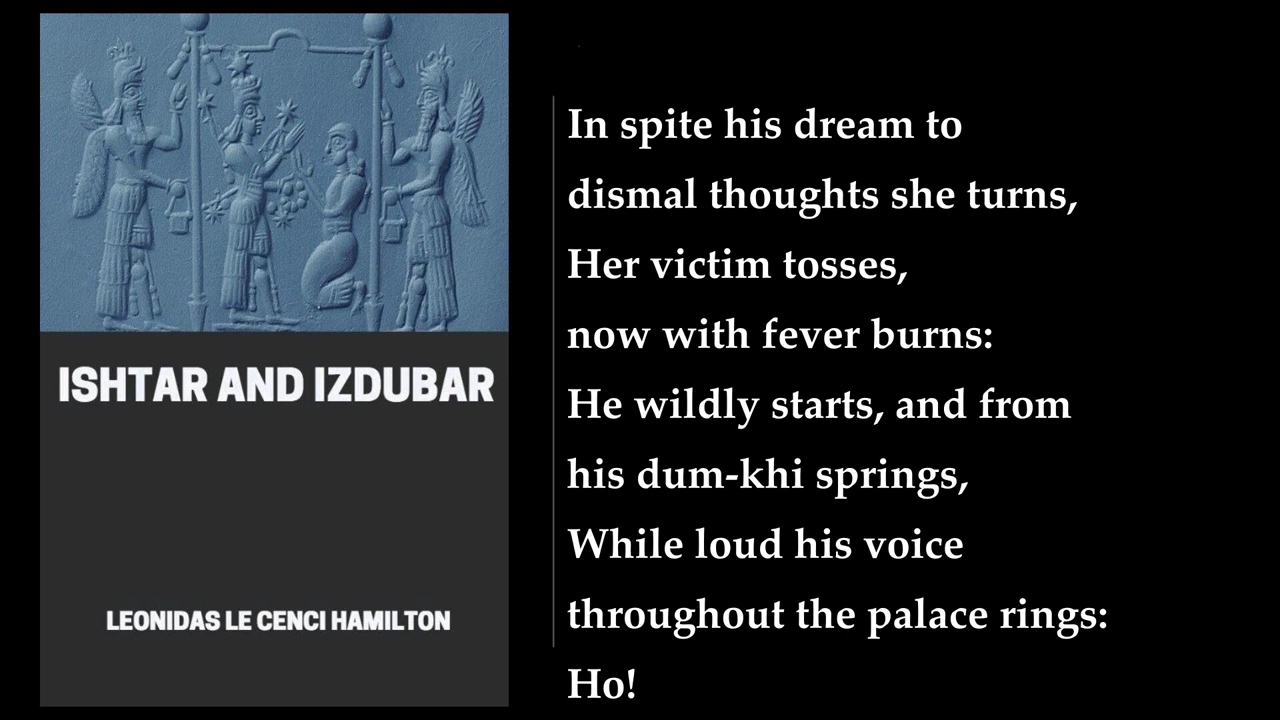 ISHTAR AND IZDUBAR
LEONIDAS LE CENCI HAMILTON
In spite his dream to
dismal thoughts she turns,
Her victim tosses,
now with fever burns:
He wildly starts, and from
his dum-khi springs,
While loud his voice
throughout the palace rings:
Ho!